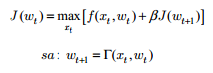 J(w_t) = max_{x_t} [f(x_t, w_t) + βJ(w_{t+1})]
sa: w_{t+1} = Γ(x_t, w_t)